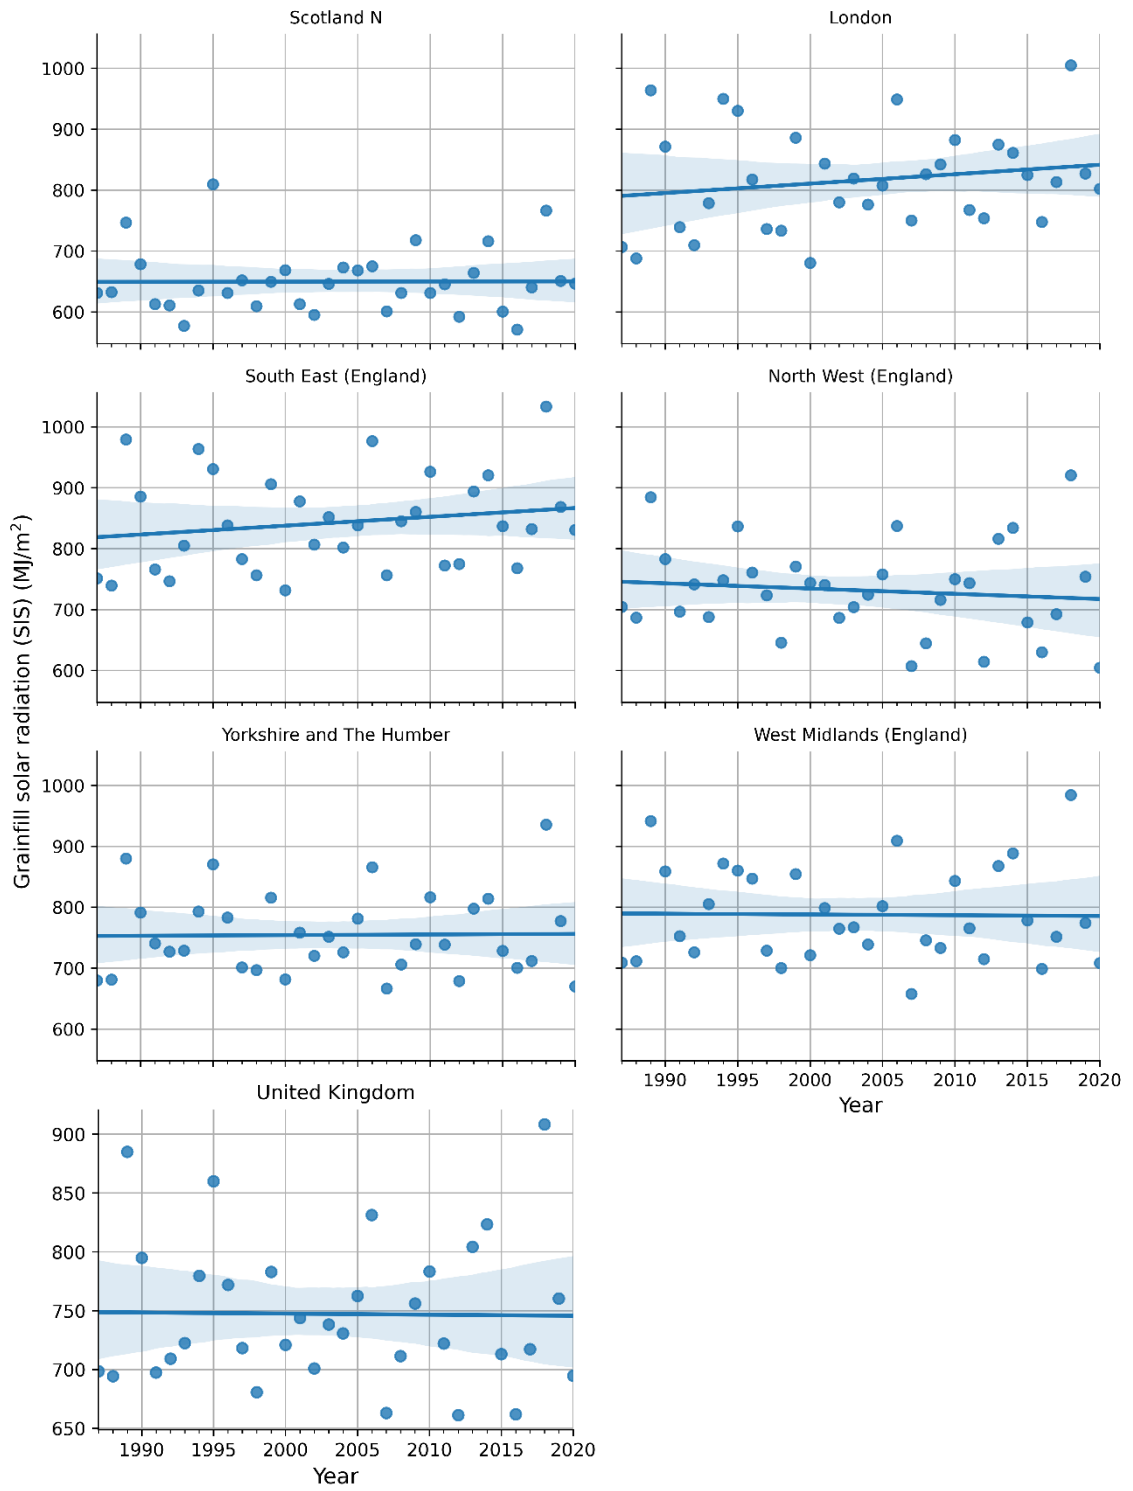 Scotland N
London
1000
900
800
700
600
South East (England)
North West (England)
1000
900
800
700
600
Grainfill solar radiation (SIS) (MJ/m²)
Yorkshire and The Humber
West Midlands (England)
1000
900
800
700
600
1990 1995 2000 2005 2010 2015 2020
Year
United Kingdom
900
850
800
750
700
650
1990 1995 2000 2005 2010 2015 2020
Year